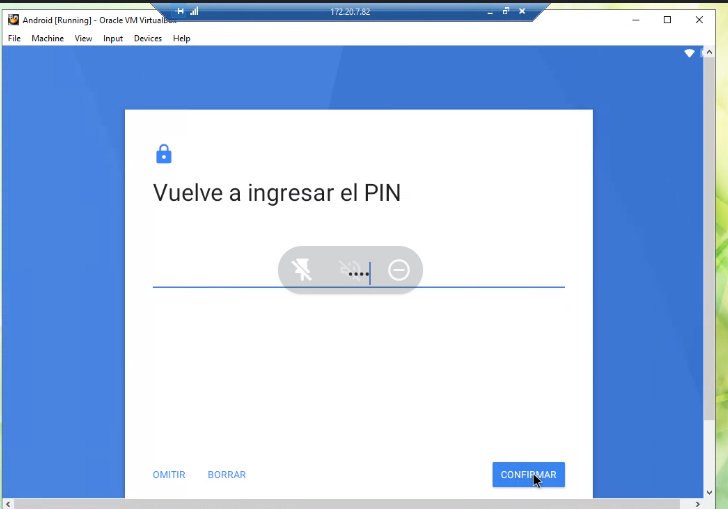 172.20.7.82
Android [Running] - Oracle VM VirtualBox
File Machine View Input Devices Help
Vuelve a ingresar el PIN
••••
OMITIR BORRAR CONFIRMAR